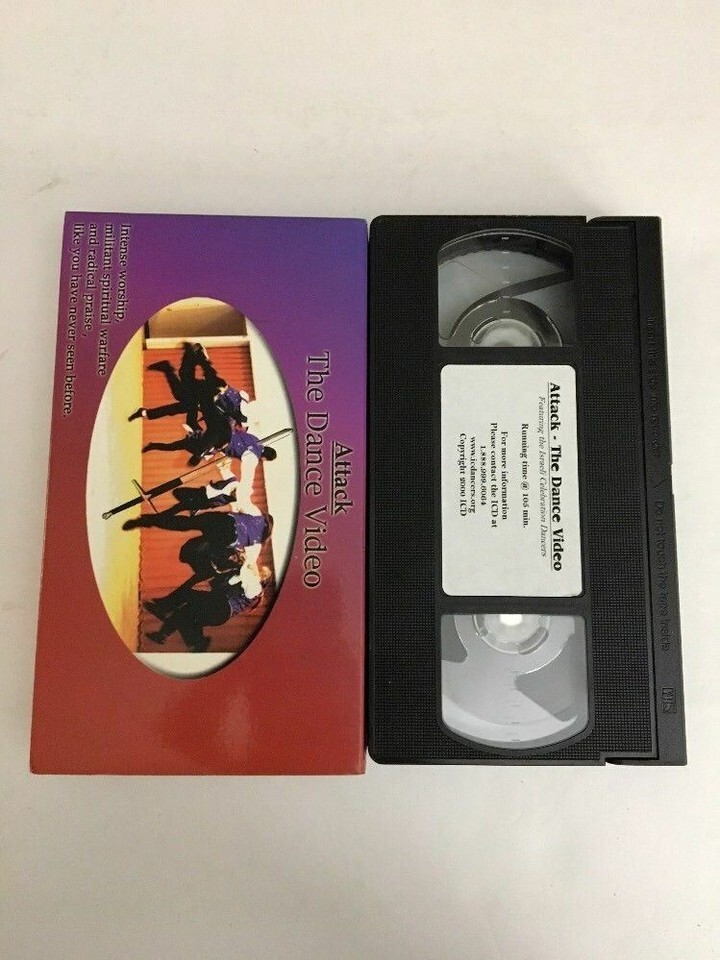 Attack
The Dance Video
Intense worship,
militant spiritual warfare
and radical praise,
like you have never seen before.
Attack - The Dance Video
Featuring the Israeli Celebration Dancers
Running time @ 105 min.
For more information
Please contact the ICD at
1.888.999.6064
www.icdancers.org
Copyright 2000 ICD
Do not touch the tape inside
VHS